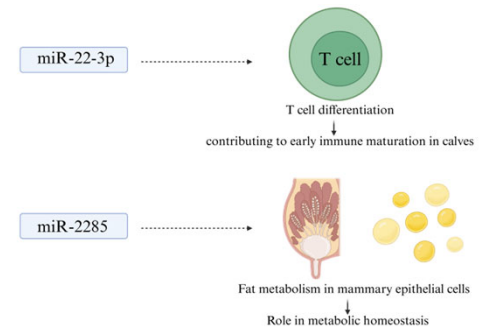 miR-22-3p
T cell
T cell differentiation
contributing to early immune maturation in calves
miR-2285
Fat metabolism in mammary epithelial cells
Role in metabolic homeostasis